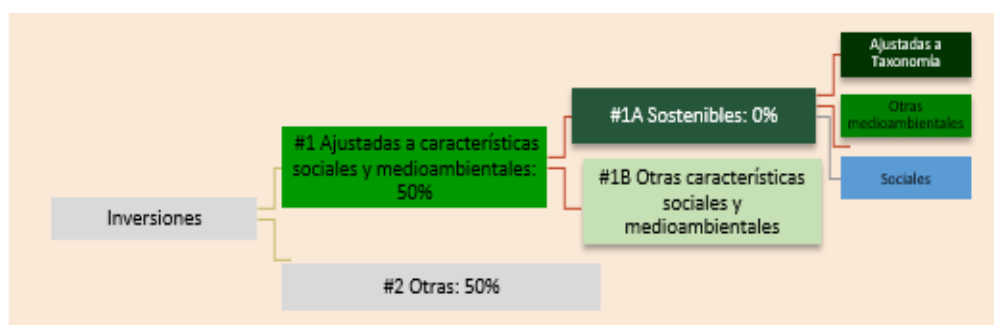 Inversiones
#1 Ajustadas a características
sociales y medioambientales:
50%
#2 Otras: 50%
#1A Sostenibles: 0%
#1B Otras características
sociales y
medioambientales
Ajustadas a
Taxonomía
Otras
medioambientales
Sociales